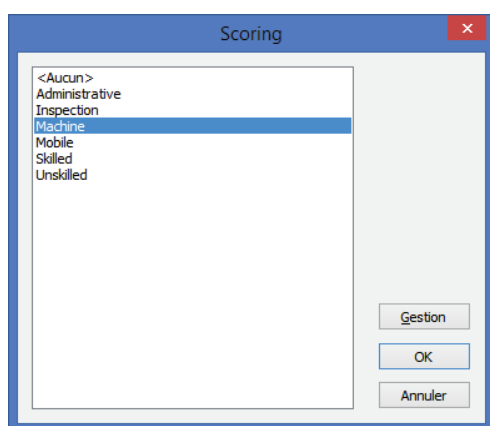 Scoring
<Aucun>
Administrative
Inspection
Machine
Mobile
Skilled
Unskilled
Gestion
OK
Annuler